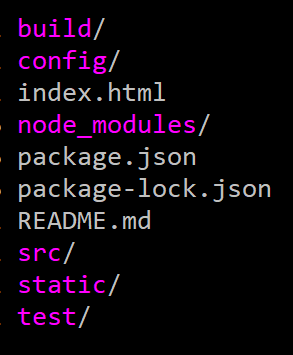 build/
config/
index.html
node_modules/
package.json
package-lock.json
README.md
src/
static/
test/